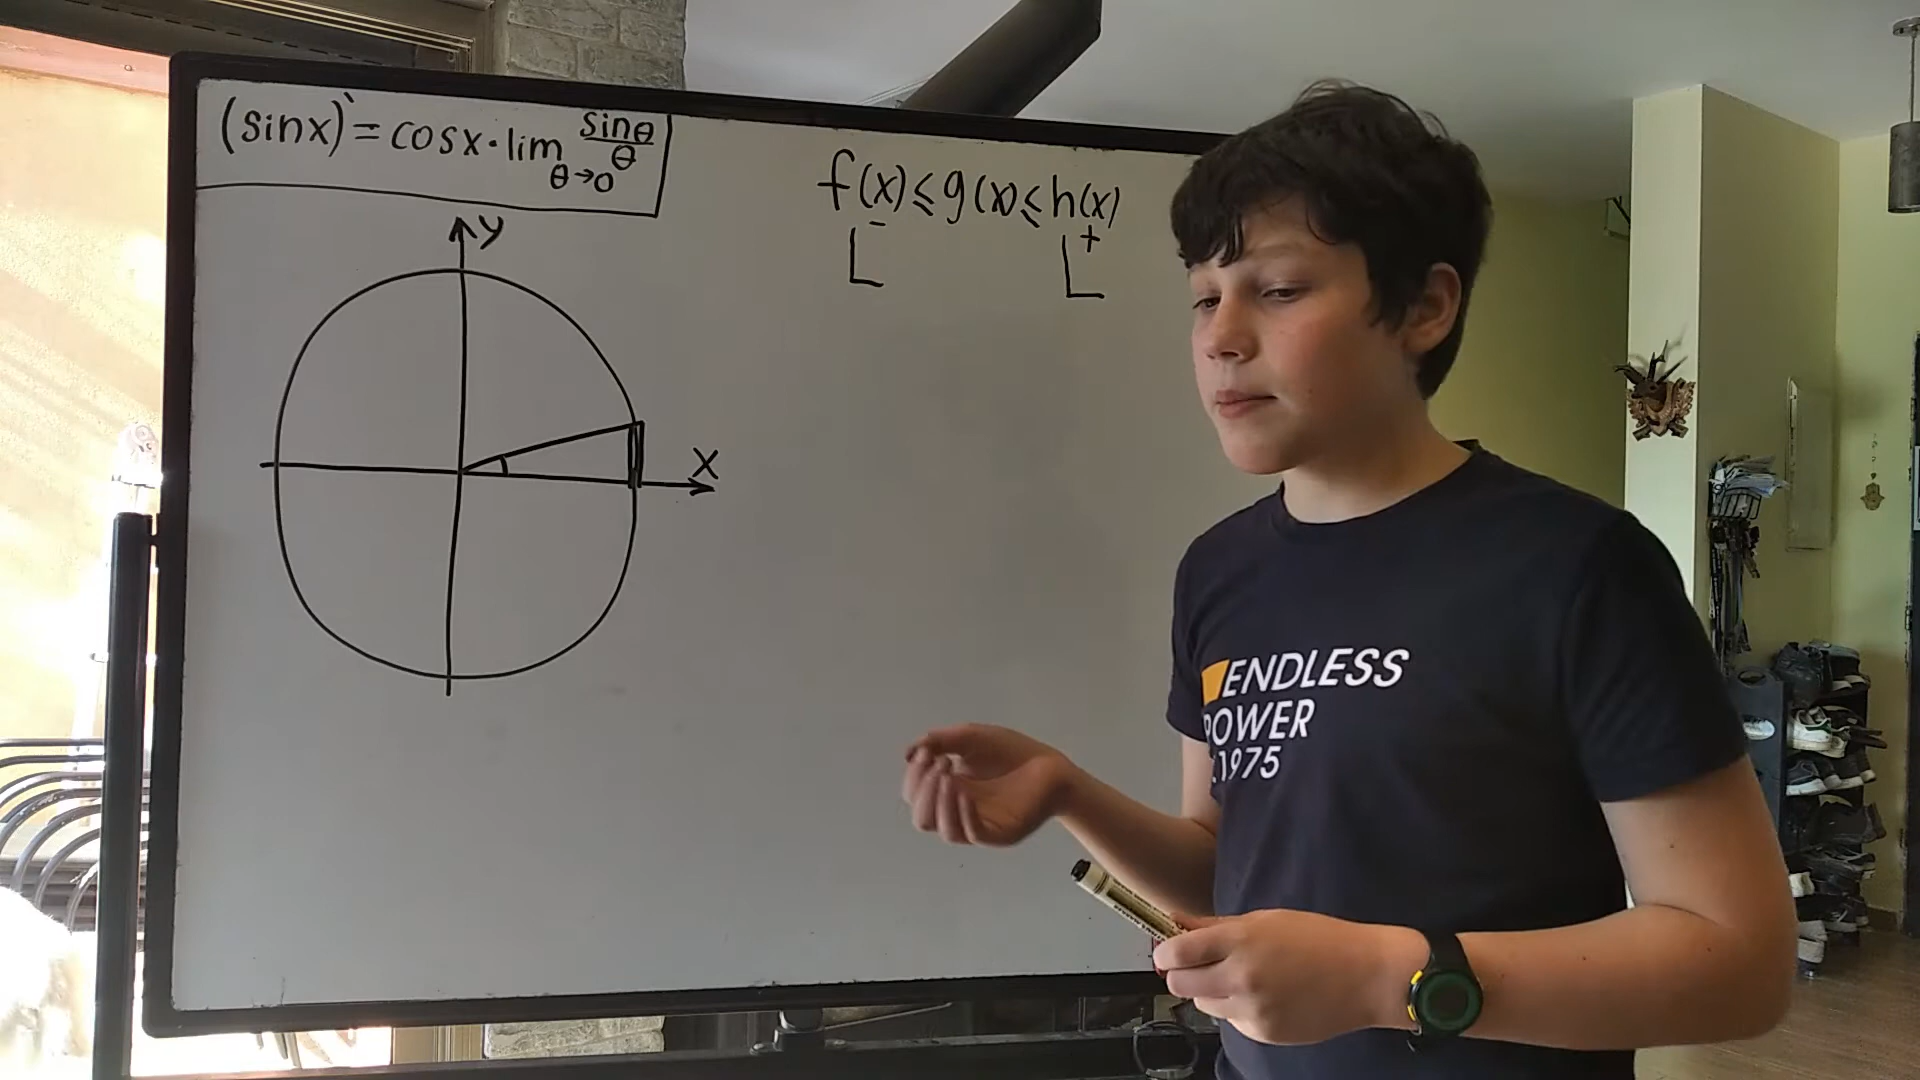 (sinx)` = cosx · lim θ→0 sinθ/θ
f(x) ≤ g(x) ≤ h(x)
L⁻ L⁺
y
x
ENDLESS
POWER
1975